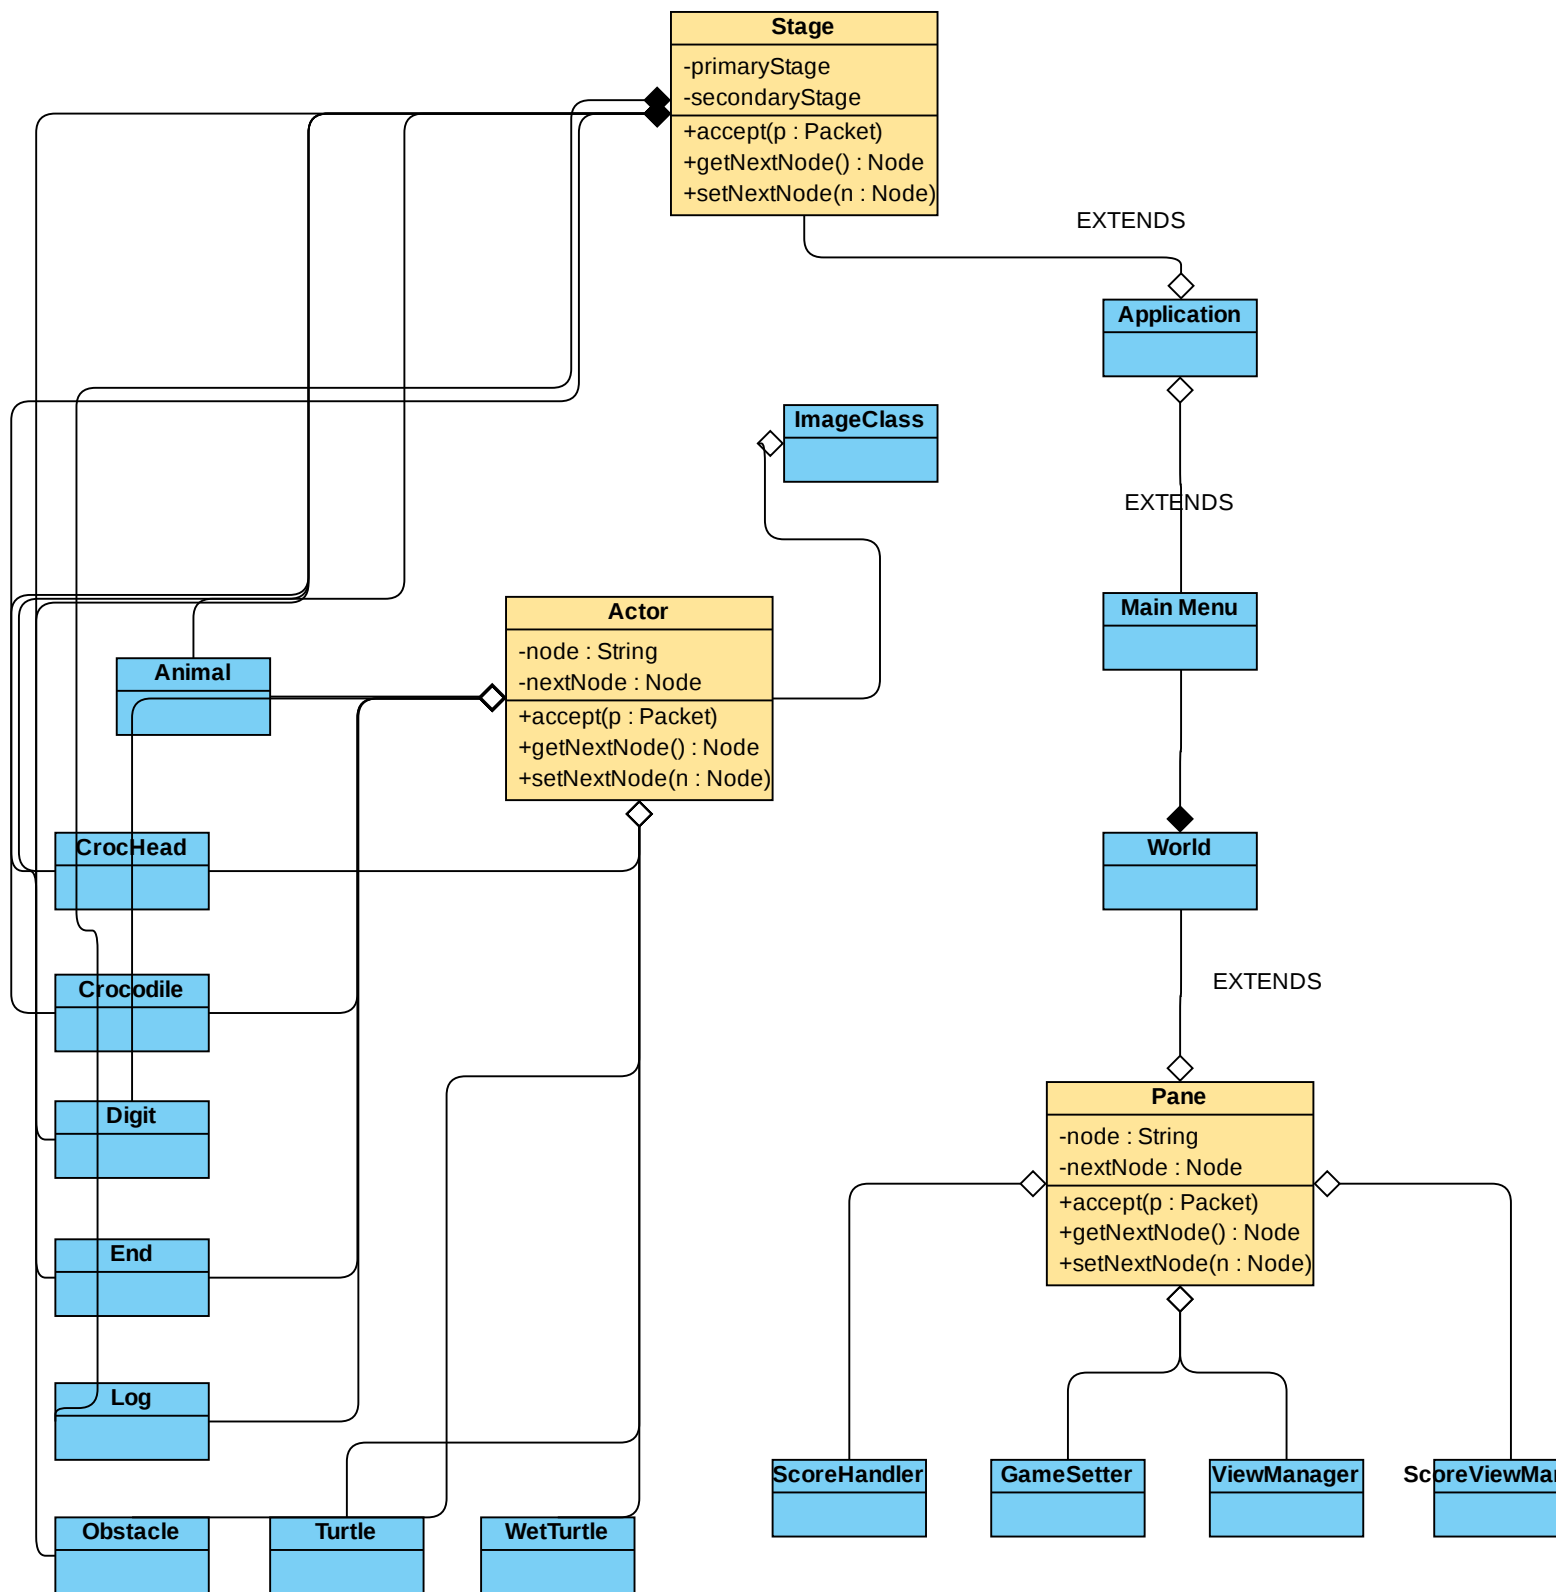 Stage
-primaryStage
-secondaryStage
+accept(p : Packet)
+getNextNode() : Node
+setNextNode(n : Node)
EXTENDS
Application
ImageClass
EXTENDS
Main Menu
Actor
-node : String
-nextNode : Node
+accept(p : Packet)
+getNextNode() : Node
+setNextNode(n : Node)
Animal
CrocHead
World
Crocodile
EXTENDS
Pane
-node : String
-nextNode : Node
+accept(p : Packet)
+getNextNode() : Node
+setNextNode(n : Node)
Digit
End
Log
ScoreHandler
GameSetter
ViewManager
ScoreViewMan
Obstacle
Turtle
WetTurtle